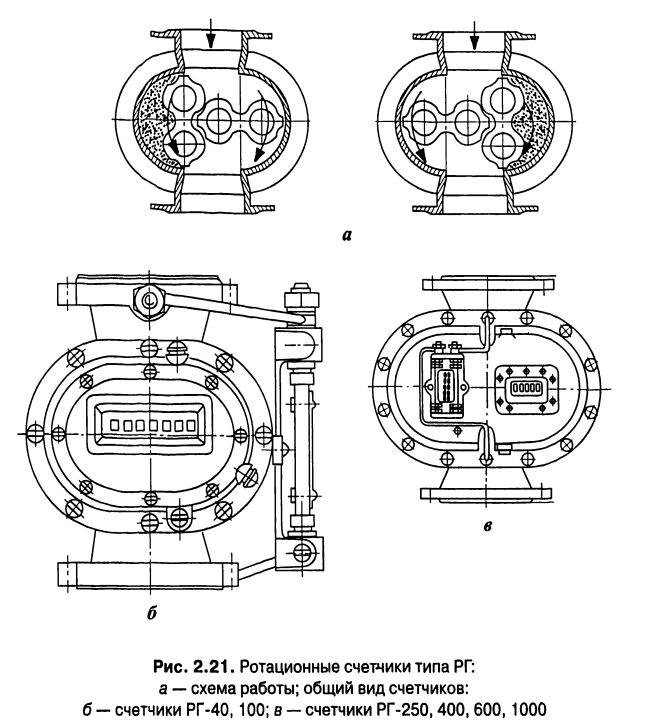 а
б
в
Рис. 2.21. Ротационные счетчики типа РГ:
а — схема работы; общий вид счетчиков:
б — счетчики РГ-40, 100; в — счетчики РГ-250, 400, 600, 1000